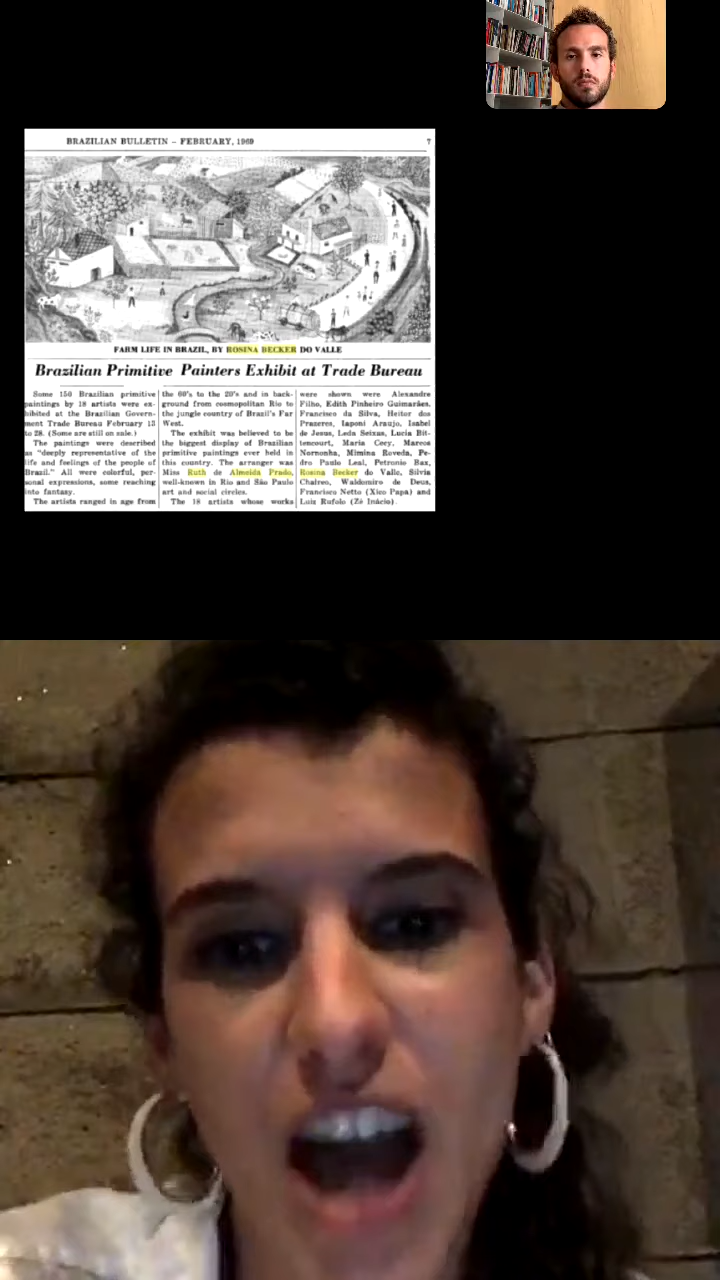 BRAZILIAN BULLETIN – FEBRUARY, 1969 7
FARM LIFE IN BRAZIL, BY ROSINA BECKER DO VALLE
Brazilian Primitive Painters Exhibit at Trade Bureau
Some 150 Brazilian primitive
paintings by 18 artists were ex-
hibited at the Brazilian Govern-
ment Trade Bureau February 13
to 28. (Some are still on sale.)
The paintings were described
as "deeply representative of the
life and feelings of the people of
Brazil." All were colorful, per-
sonal expressions, some reaching
into fantasy.
The artists ranged in age from
the 60's to the 20's and in back-
ground from cosmopolitan Rio to
the jungle country of Brazil's Far
West.
The exhibit was believed to be
the biggest display of Brazilian
primitive paintings ever held in
this country. The arranger was
Miss Ruth de Almeida Prado,
well-known in Rio and São Paulo
art and social circles.
The 18 artists whose works
were shown were Alexandre
Filho, Edith Pinheiro Guimarães,
Francisco da Silva, Heitor dos
Prazeres, Iaponi Araujo, Isabel
de Jesus, Leda Seixas, Lucia Bit-
tencourt, Maria Cecy, Marcos
Nornonha, Mimina Roveda, Pe-
dro Paulo Leal, Petronio Bax,
Rosina Becker do Valle, Silvia
Chalreo, Waldomiro de Deus,
Francisco Netto (Xico Papa) and
Luis Rufolo (Zé Inácio).